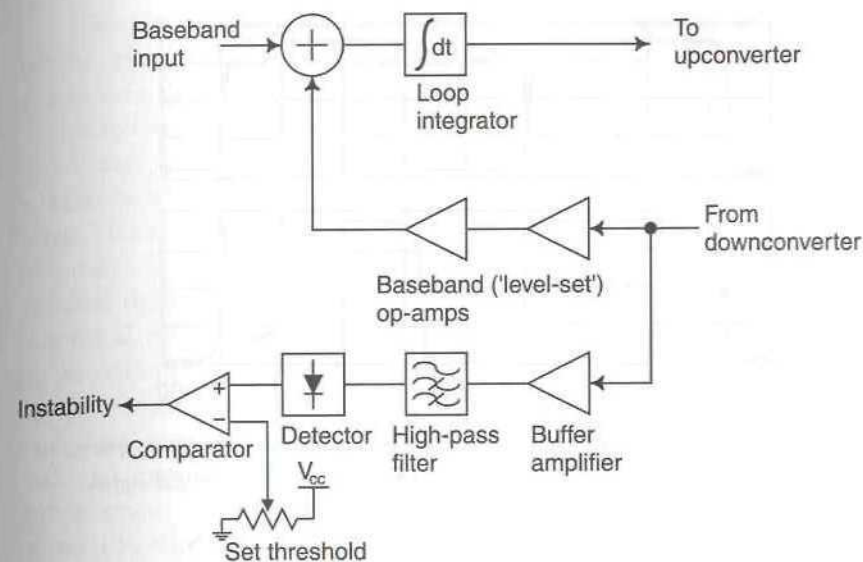 Baseband
input
+
∫dt
Loop
integrator
To
upconverter
From
downconverter
Baseband ('level-set')
op-amps
Instability
+
−
Comparator
Detector
High-pass
filter
Buffer
amplifier
Vcc
Set threshold